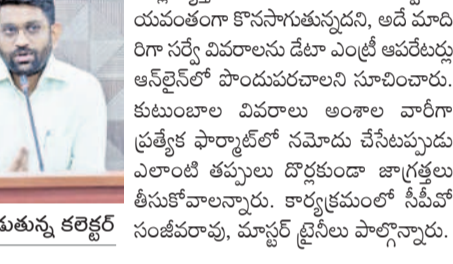 యవంతంగా కొనసాగుతున్నదని, అదే మాది
రిగా సర్వే వివరాలను డేటా ఎంట్రీ ఆపరేటర్లు
ఆన్‌లైన్‌లో పొందుపరచాలని సూచించారు.
కుటుంబాల వివరాలు అంశాల వారీగా
ప్రత్యేక ఫార్మాట్‌లో నమోదు చేసేటప్పుడు
ఎలాంటి తప్పులు దొర్లకుండా జాగ్రత్తలు
తీసుకోవాలన్నారు. కార్యక్రమంలో సీపీవో
సంజీవరావు, మాస్టర్ ట్రైనీలు పాల్గొన్నారు.
డుతున్న కలెక్టర్